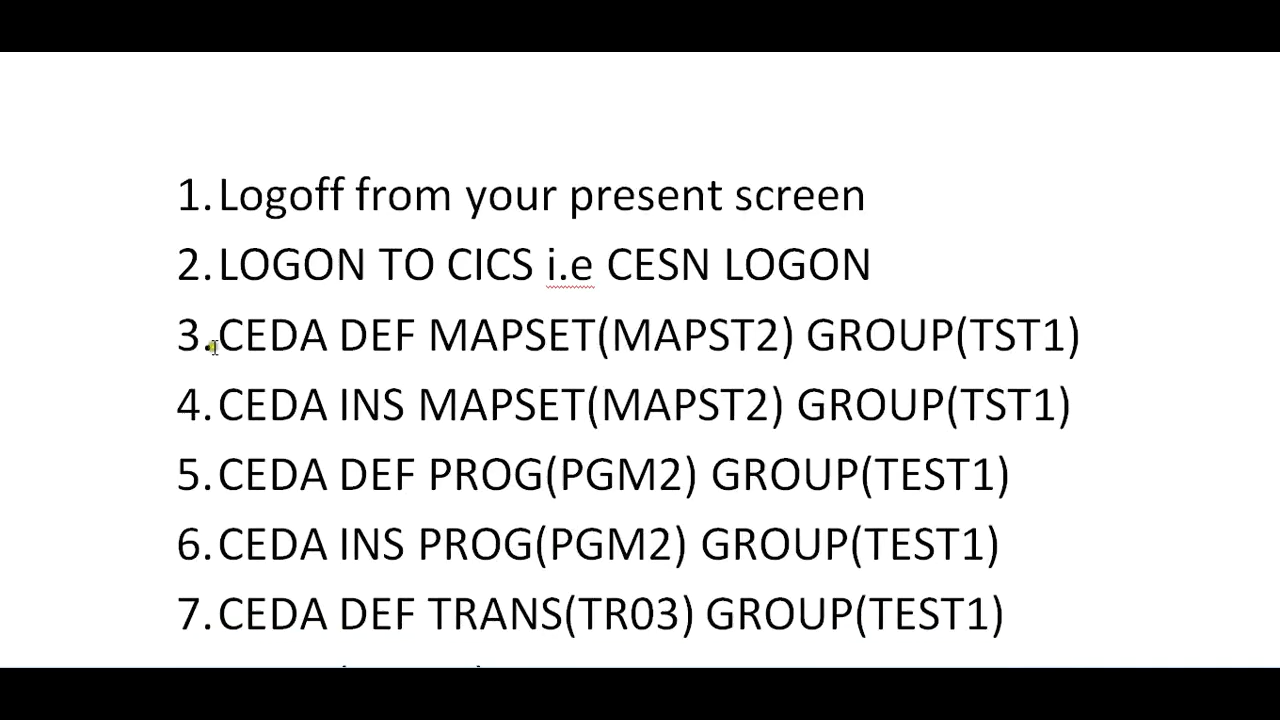 1. Logoff from your present screen
2. LOGON TO CICS i.e CESN LOGON
3. CEDA DEF MAPSET(MAPST2) GROUP(TST1)
4. CEDA INS MAPSET(MAPST2) GROUP(TST1)
5. CEDA DEF PROG(PGM2) GROUP(TEST1)
6. CEDA INS PROG(PGM2) GROUP(TEST1)
7. CEDA DEF TRANS(TR03) GROUP(TEST1)